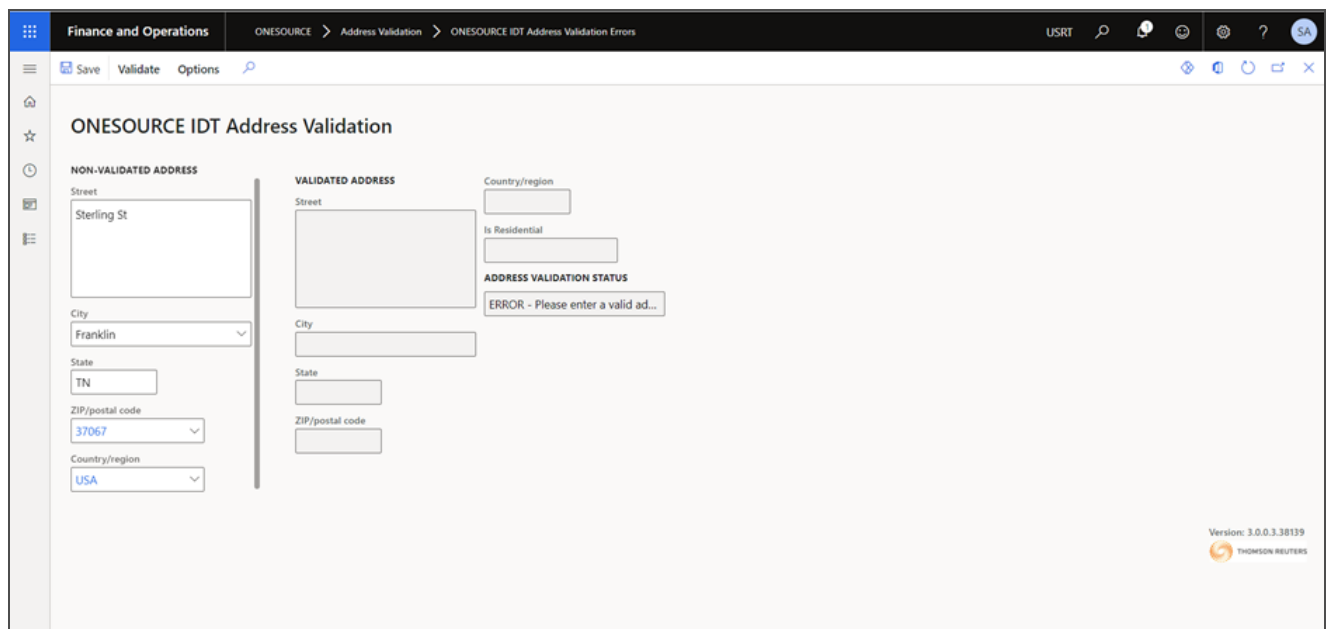 Finance and Operations
ONESOURCE
Address Validation
ONESOURCE IDT Address Validation Errors
USRT
1
?
SA
Save Validate Options
ONESOURCE IDT Address Validation
NON-VALIDATED ADDRESS
Street
Sterling St
City
Franklin
State
TN
ZIP/postal code
37067
Country/region
USA
VALIDATED ADDRESS
Street
City
State
ZIP/postal code
Country/region
Is Residential
ADDRESS VALIDATION STATUS
ERROR - Please enter a valid ad...
Version: 3.0.0.3.38139
THOMSON REUTERS